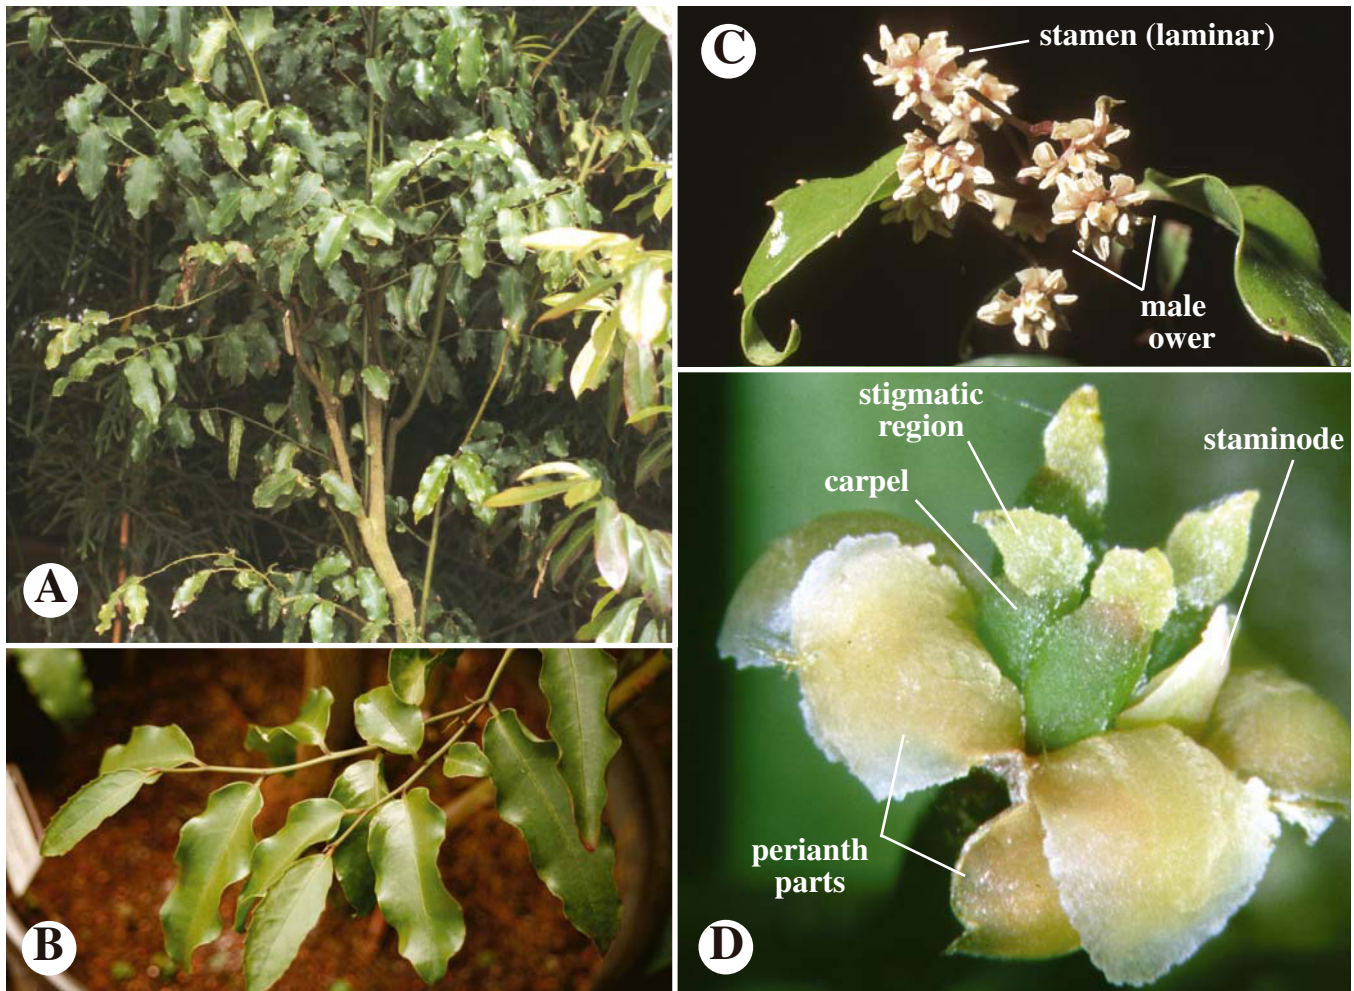 A
B
C
stamen (laminar)
male
ower
D
stigmatic
region
carpel
staminode
perianth
parts